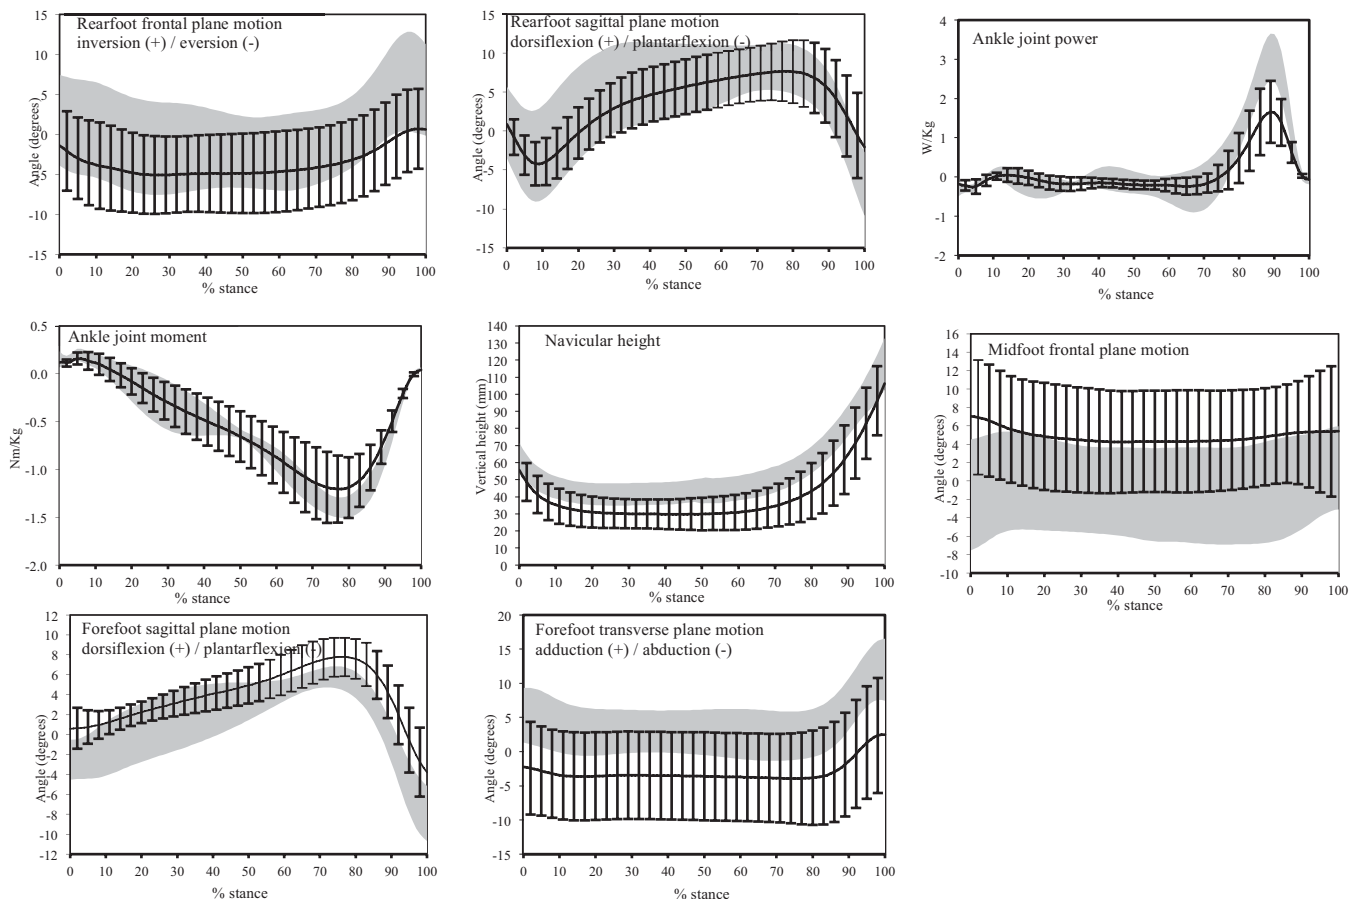 Rearfoot frontal plane motion
inversion (+) / eversion (-)
15
10
5
0
-5
-10
-15
Angle (degrees)
0 10 20 30 40 50 60 70 80 90 100
% stance
Rearfoot sagittal plane motion
dorsiflexion (+) / plantarflexion (-)
15
10
5
0
-5
-10
-15
Angle (degrees)
0 10 20 30 40 50 60 70 80 90 100
% stance
Ankle joint power
4
3
2
1
0
-1
-2
W/Kg
0 10 20 30 40 50 60 70 80 90 100
% stance
Ankle joint moment
0.5
0.0
-0.5
-1.0
-1.5
-2.0
Nm/Kg
0 10 20 30 40 50 60 70 80 90 100
% stance
Navicular height
140
130
120
110
100
90
80
70
60
50
40
30
20
10
0
Vertical height (mm)
0 10 20 30 40 50 60 70 80 90 100
% stance
Midfoot frontal plane motion
16
14
12
10
8
6
4
2
0
-2
-4
-6
-8
-10
Angle (degrees)
0 10 20 30 40 50 60 70 80 90 100
% stance
Forefoot sagittal plane motion
dorsiflexion (+) / plantarflexion (-)
12
10
8
6
4
2
0
-2
-4
-6
-8
-10
-12
Angle (degrees)
0 10 20 30 40 50 60 70 80 90 100
% stance
Forefoot transverse plane motion
adduction (+) / abduction (-)
20
15
10
5
0
-5
-10
-15
Angle (degrees)
0 10 20 30 40 50 60 70 80 90 100
% stance